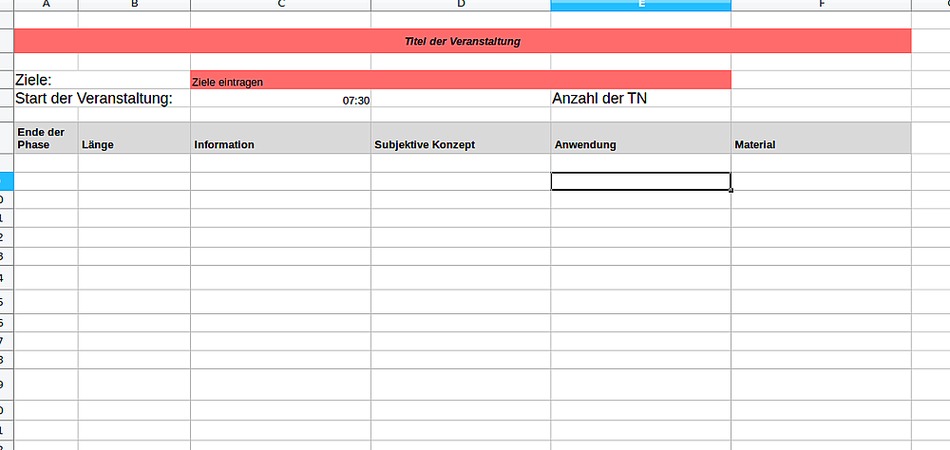 A B C D E F
Titel der Veranstaltung
Ziele: Ziele eintragen
Start der Veranstaltung: 07:30 Anzahl der TN
Ende der
Phase Länge Information Subjektive Konzept Anwendung Material